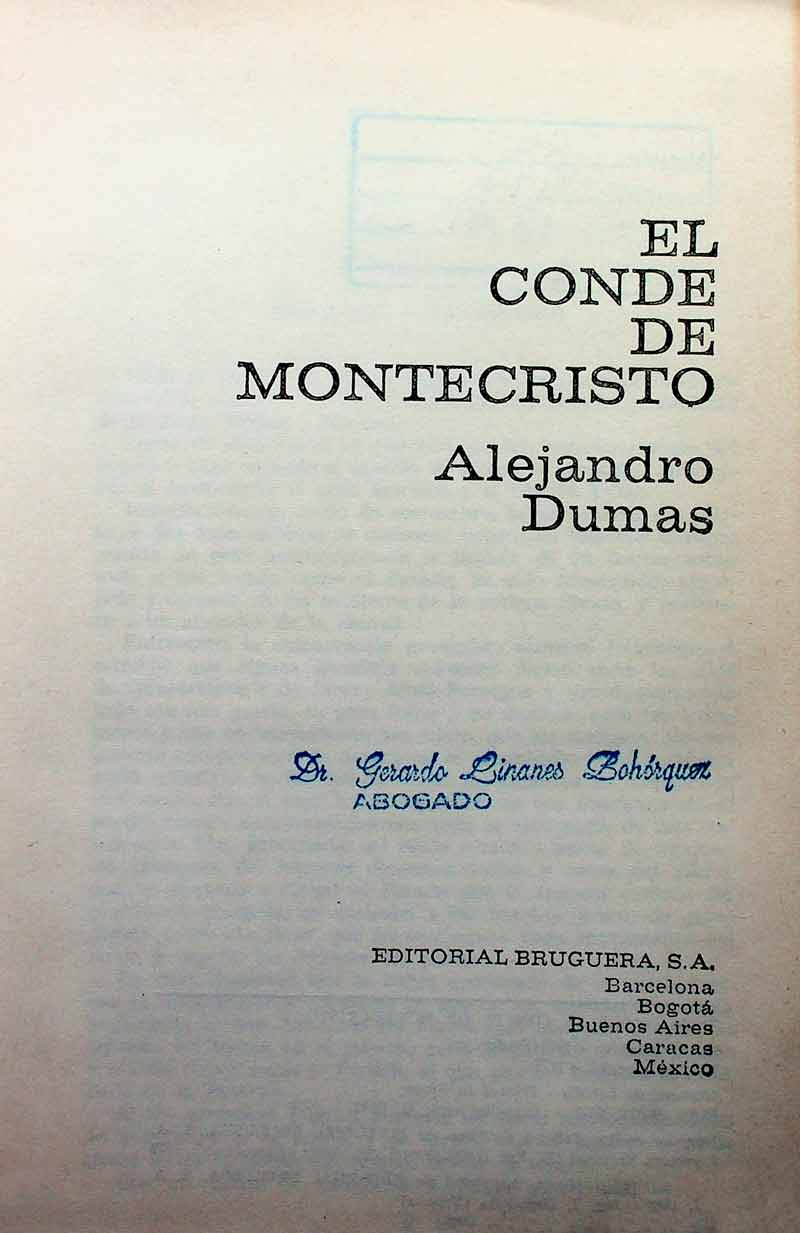 EL
CONDE
DE
MONTECRISTO
Alejandro
Dumas
Dr. Gerardo Linares Bohórquez
ABOGADO
EDITORIAL BRUGUERA, S.A.
Barcelona
Bogotá
Buenos Aires
Caracas
México